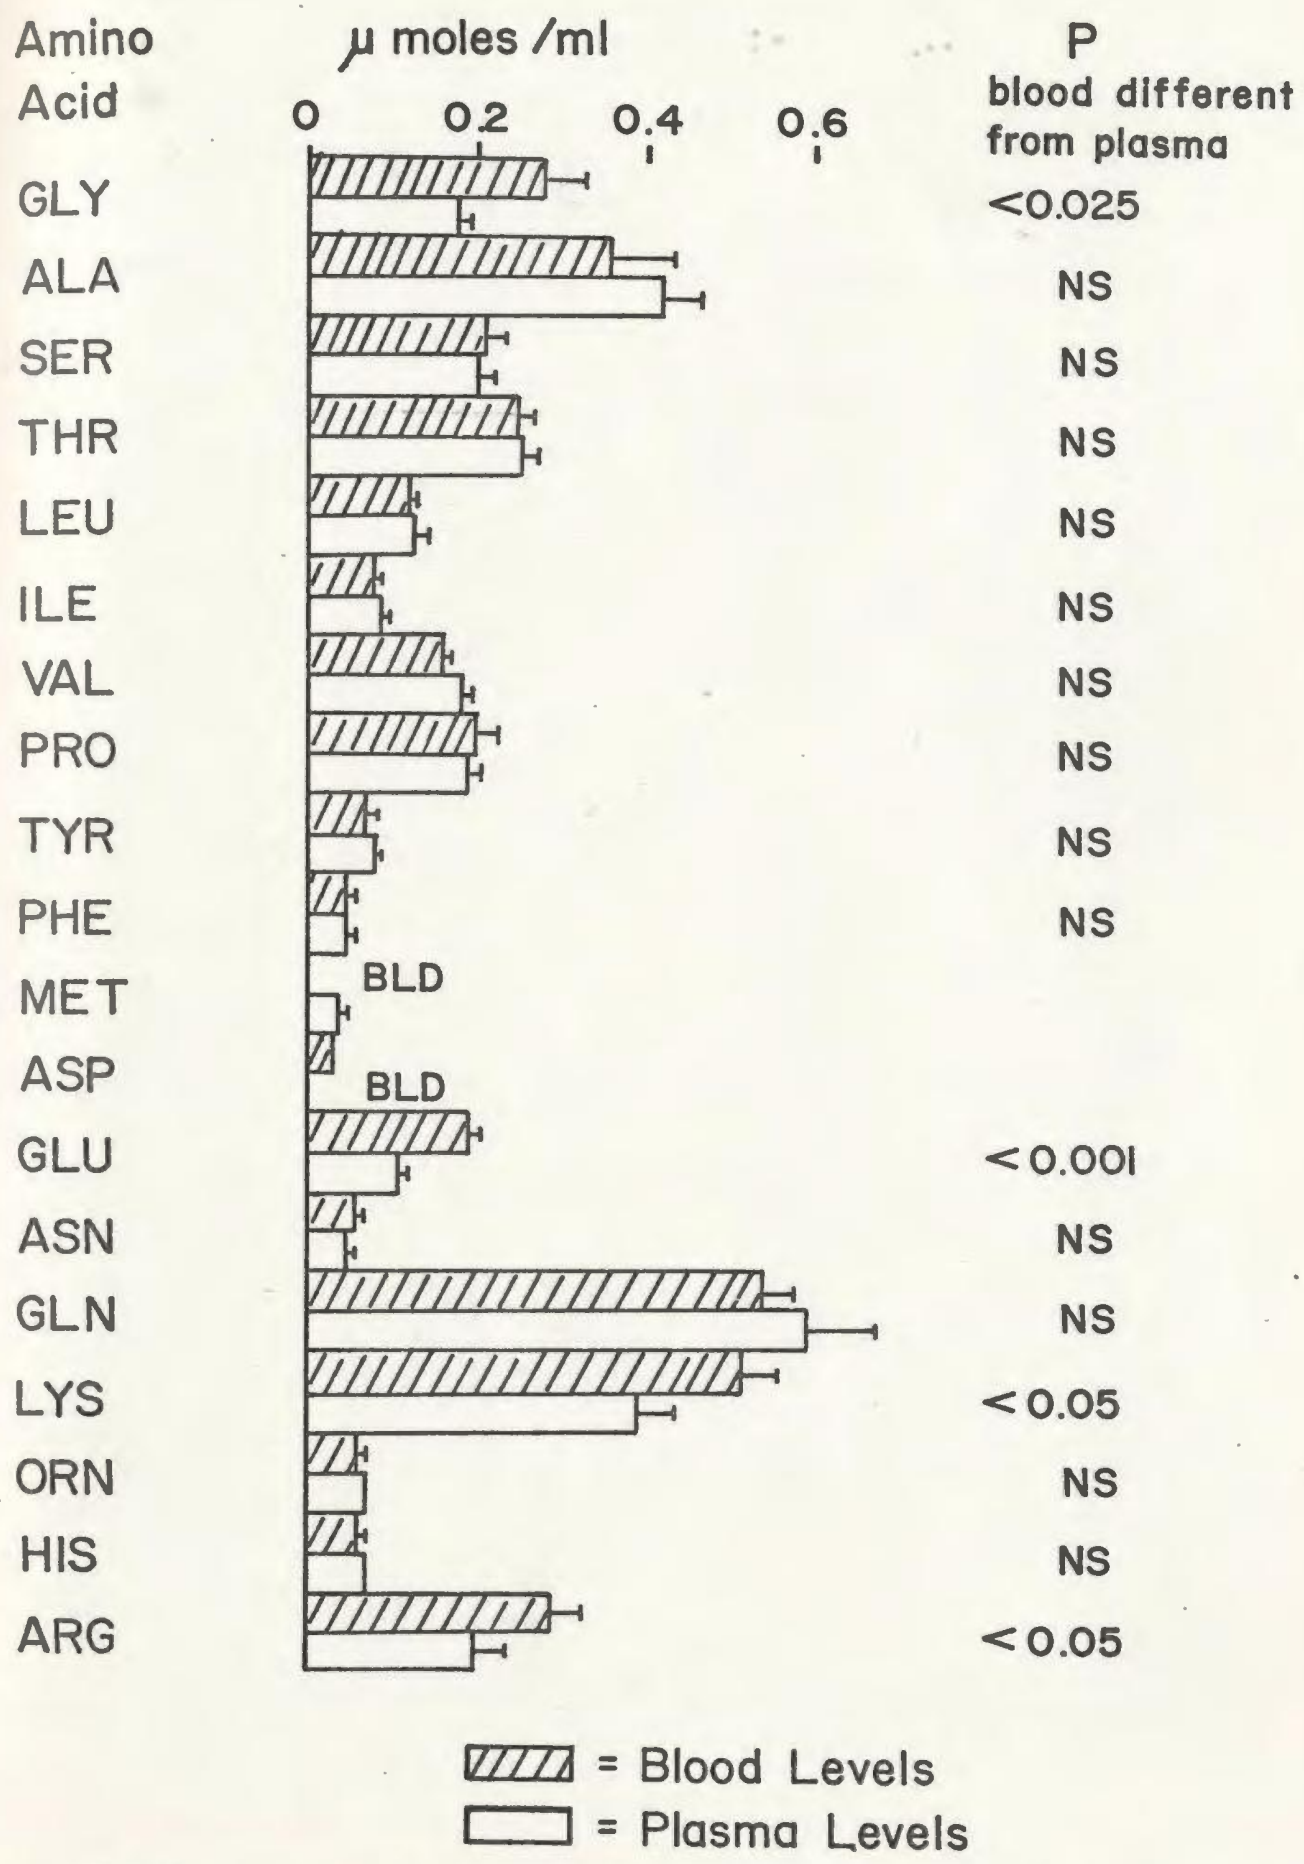 Amino μ moles /ml P
Acid blood different
0 0.2 0.4 0.6 from plasma
GLY <0.025
ALA NS
SER NS
THR NS
LEU NS
ILE NS
VAL NS
PRO NS
TYR NS
PHE NS
BLD
MET
ASP
BLD
GLU <0.001
ASN NS
GLN NS
LYS <0.05
ORN NS
HIS NS
ARG <0.05
= Blood Levels
= Plasma Levels